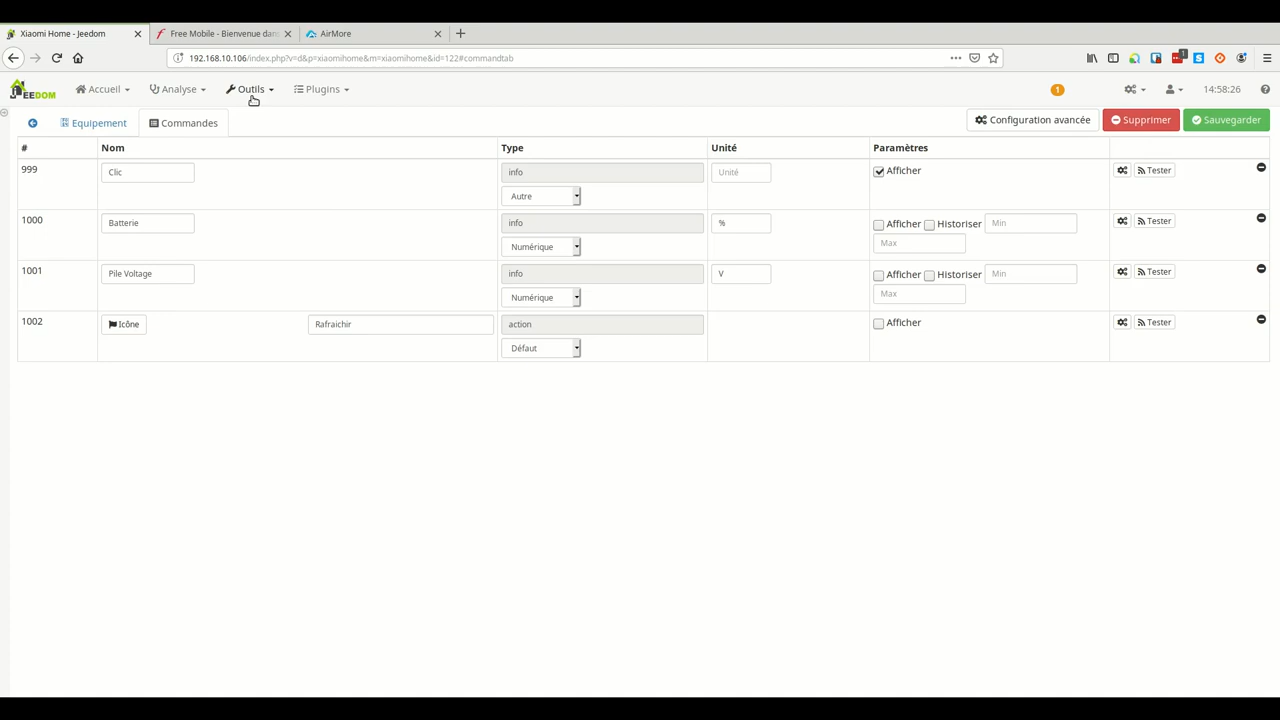 Xiaomi Home - Jeedom
Free Mobile - Bienvenue dans
AirMore
192.168.10.106/index.php?v=d&p=xiaomihome&m=xiaomihome&id=122#commandtab
1
JEEDOM
Accueil
Analyse
Outils
Plugins
1
14:58:26
Equipement
Commandes
Configuration avancée
Supprimer
Sauvegarder
# Nom Type Unité Paramètres
999 Clic info Unité Afficher Tester
Autre
1000 Batterie info % Afficher Historiser Min Tester
Numérique Max
1001 Pile Voltage info V Afficher Historiser Min Tester
Numérique Max
1002 Icône Rafraichir action Afficher Tester
Défaut